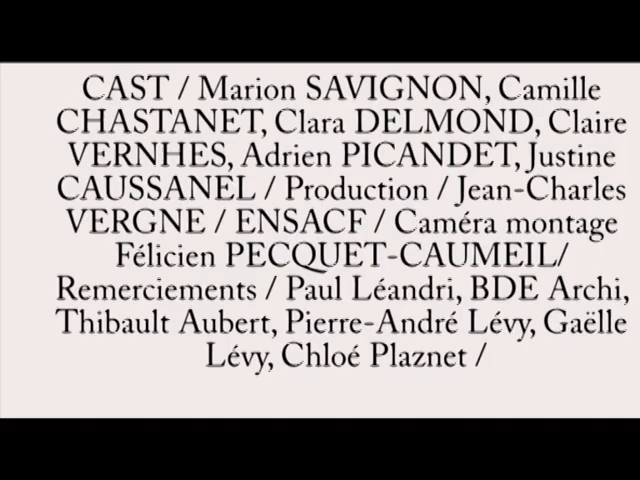 CAST / Marion SAVIGNON, Camille
CHASTANET, Clara DELMOND, Claire
VERNHES, Adrien PICANDET, Justine
CAUSSANEL / Production / Jean-Charles
VERGNE / ENSACF / Caméra montage
Félicien PECQUET-CAUMEIL/
Remerciements / Paul Léandri, BDE Archi,
Thibault Aubert, Pierre-André Lévy, Gaëlle
Lévy, Chloé Plaznet /